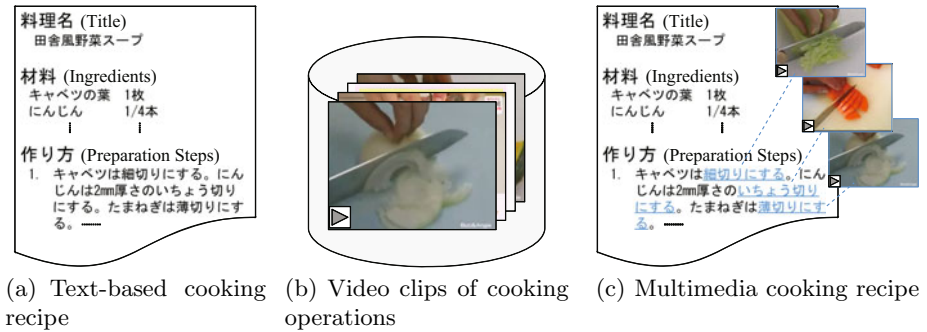 料理名 (Title)
田舎風野菜スープ
材料 (Ingredients)
キャベツの葉 1枚
にんじん 1/4本
作り方 (Preparation Steps)
1. キャベツは細切りにする。にん
じんは2mm厚さのいちょう切り
にする。たまねぎは薄切りにす
る。
(a) Text-based cooking
recipe
(b) Video clips of cooking
operations
料理名 (Title)
田舎風野菜スープ
材料 (Ingredients)
キャベツの葉 1枚
にんじん 1/4本
作り方 (Preparation Steps)
1. キャベツは細切りにする。にん
じんは2mm厚さのいちょう切り
にする。たまねぎは薄切りにす
る。
(c) Multimedia cooking recipe